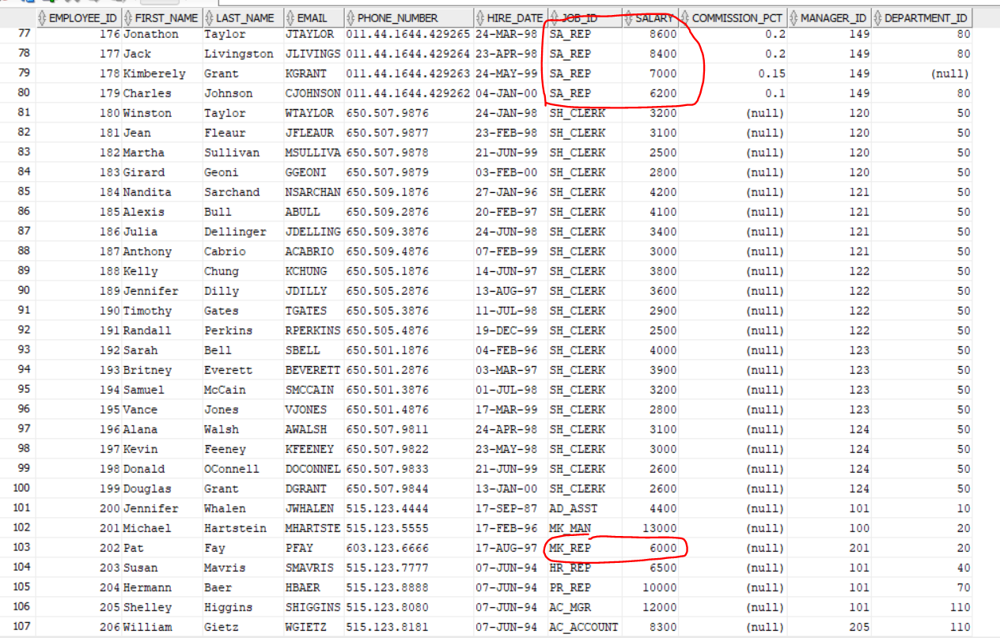 EMPLOYEE_ID FIRST_NAME LAST_NAME EMAIL PHONE_NUMBER HIRE_DATE JOB_ID SALARY COMMISSION_PCT MANAGER_ID DEPARTMENT_ID
77 176 Jonathon Taylor JTAYLOR 011.44.1644.429265 24-MAR-98 SA_REP 8600 0.2 149 80
78 177 Jack Livingston JLIVINGS 011.44.1644.429264 23-APR-98 SA_REP 8400 0.2 149 80
79 178 Kimberely Grant KGRANT 011.44.1644.429263 24-MAY-99 SA_REP 7000 0.15 149 (null)
80 179 Charles Johnson CJOHNSON 011.44.1644.429262 04-JAN-00 SA_REP 6200 0.1 149 80
81 180 Winston Taylor WTAYLOR 650.507.9876 24-JAN-98 SH_CLERK 3200 (null) 120 50
82 181 Jean Fleaur JFLEAUR 650.507.9877 23-FEB-98 SH_CLERK 3100 (null) 120 50
83 182 Martha Sullivan MSULLIVA 650.507.9878 21-JUN-99 SH_CLERK 2500 (null) 120 50
84 183 Girard Geoni GGEONI 650.507.9879 03-FEB-00 SH_CLERK 2800 (null) 120 50
85 184 Nandita Sarchand NSARCHAN 650.509.1876 27-JAN-96 SH_CLERK 4200 (null) 121 50
86 185 Alexis Bull ABULL 650.509.2876 20-FEB-97 SH_CLERK 4100 (null) 121 50
87 186 Julia Dellinger JDELLING 650.509.3876 24-JUN-98 SH_CLERK 3400 (null) 121 50
88 187 Anthony Cabrio ACABRIO 650.509.4876 07-FEB-99 SH_CLERK 3000 (null) 121 50
89 188 Kelly Chung KCHUNG 650.505.1876 14-JUN-97 SH_CLERK 3800 (null) 122 50
90 189 Jennifer Dilly JDILLY 650.505.2876 13-AUG-97 SH_CLERK 3600 (null) 122 50
91 190 Timothy Gates TGATES 650.505.3876 11-JUL-98 SH_CLERK 2900 (null) 122 50
92 191 Randall Perkins RPERKINS 650.505.4876 19-DEC-99 SH_CLERK 2500 (null) 122 50
93 192 Sarah Bell SBELL 650.501.1876 04-FEB-96 SH_CLERK 4000 (null) 123 50
94 193 Britney Everett BEVERETT 650.501.2876 03-MAR-97 SH_CLERK 3900 (null) 123 50
95 194 Samuel McCain SMCCAIN 650.501.3876 01-JUL-98 SH_CLERK 3200 (null) 123 50
96 195 Vance Jones VJONES 650.501.4876 17-MAR-99 SH_CLERK 2800 (null) 123 50
97 196 Alana Walsh AWALSH 650.507.9811 24-APR-98 SH_CLERK 3100 (null) 124 50
98 197 Kevin Feeney KFEENEY 650.507.9822 23-MAY-98 SH_CLERK 3000 (null) 124 50
99 198 Donald OConnell DOCONNEL 650.507.9833 21-JUN-99 SH_CLERK 2600 (null) 124 50
100 199 Douglas Grant DGRANT 650.507.9844 13-JAN-00 SH_CLERK 2600 (null) 124 50
101 200 Jennifer Whalen JWHALEN 515.123.4444 17-SEP-87 AD_ASST 4400 (null) 101 10
102 201 Michael Hartstein MHARTSTE 515.123.5555 17-FEB-96 MK_MAN 13000 (null) 100 20
103 202 Pat Fay PFAY 603.123.6666 17-AUG-97 MK_REP 6000 (null) 201 20
104 203 Susan Mavris SMAVRIS 515.123.7777 07-JUN-94 HR_REP 6500 (null) 101 40
105 204 Hermann Baer HBAER 515.123.8888 07-JUN-94 PR_REP 10000 (null) 101 70
106 205 Shelley Higgins SHIGGINS 515.123.8080 07-JUN-94 AC_MGR 12000 (null) 101 110
107 206 William Gietz WGIETZ 515.123.8181 07-JUN-94 AC_ACCOUNT 8300 (null) 205 110